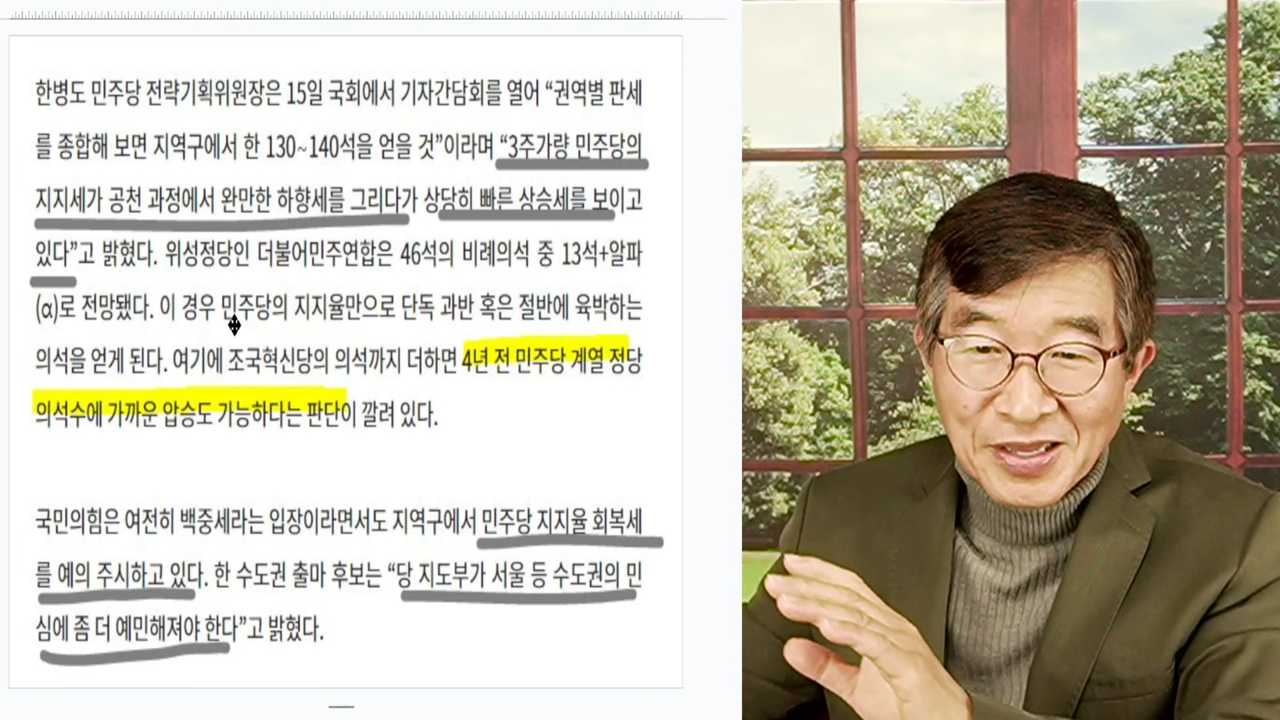 한병도 민주당 전략기획위원장은 15일 국회에서 기자간담회를 열어 “권역별 판세
를 종합해 보면 지역구에서 한 130~140석을 얻을 것”이라며 “3주가량 민주당의
지지세가 공천 과정에서 완만한 하향세를 그리다가 상당히 빠른 상승세를 보이고
있다”고 밝혔다. 위성정당인 더불어민주연합은 46석의 비례의석 중 13석+알파
(α)로 전망됐다. 이 경우 민주당의 지지율만으로 단독 과반 혹은 절반에 육박하는
의석을 얻게 된다. 여기에 조국혁신당의 의석까지 더하면 4년 전 민주당 계열 정당
의석수에 가까운 압승도 가능하다는 판단이 깔려 있다.
국민의힘은 여전히 백중세라는 입장이라면서도 지역구에서 민주당 지지율 회복세
를 예의 주시하고 있다. 한 수도권 출마 후보는 “당 지도부가 서울 등 수도권의 민
심에 좀 더 예민해져야 한다”고 밝혔다.